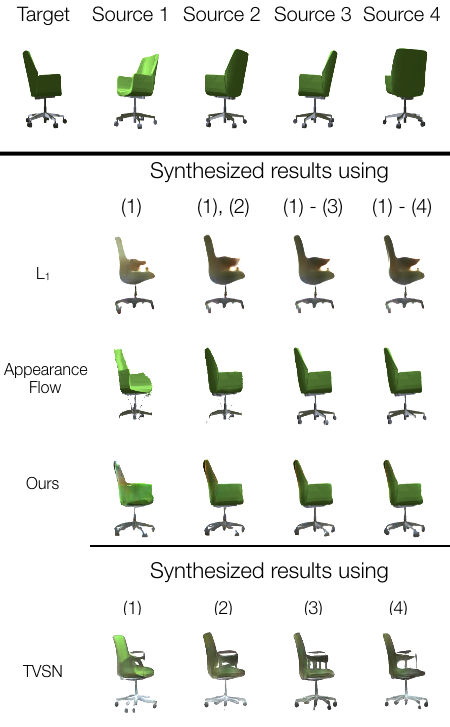 Target Source 1 Source 2 Source 3 Source 4
Synthesized results using
(1) (1), (2) (1) - (3) (1) - (4)
L₁
Appearance
Flow
Ours
Synthesized results using
(1) (2) (3) (4)
TVSN